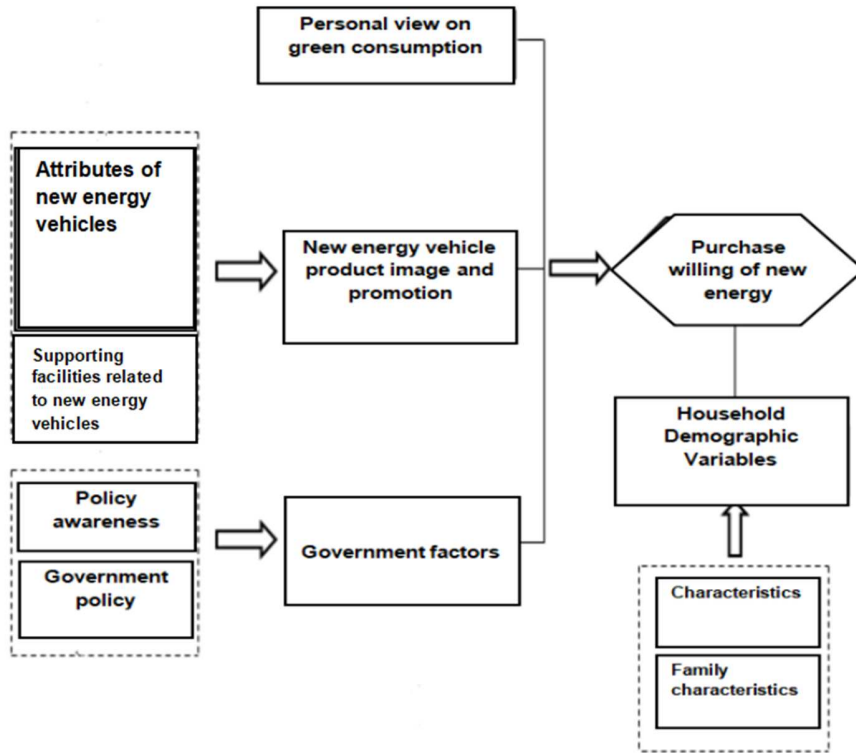 Personal view on
green consumption
Attributes of
new energy
vehicles
Supporting
facilities related
to new energy
vehicles
New energy vehicle
product image and
promotion
Purchase
willing of new
energy
Household
Demographic
Variables
Policy
awareness
Government
policy
Government factors
Characteristics
Family
characteristics